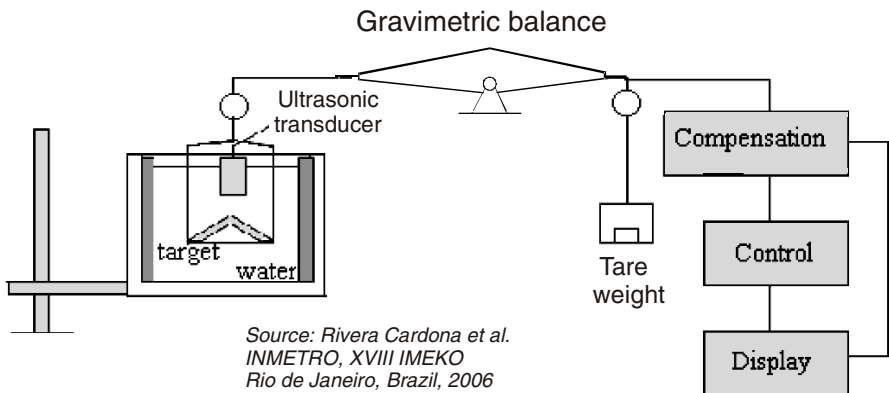 Gravimetric balance
Ultrasonic
transducer
Compensation
target
water
Tare
weight
Control
Display
Source: Rivera Cardona et al.
INMETRO, XVIII IMEKO
Rio de Janeiro, Brazil, 2006